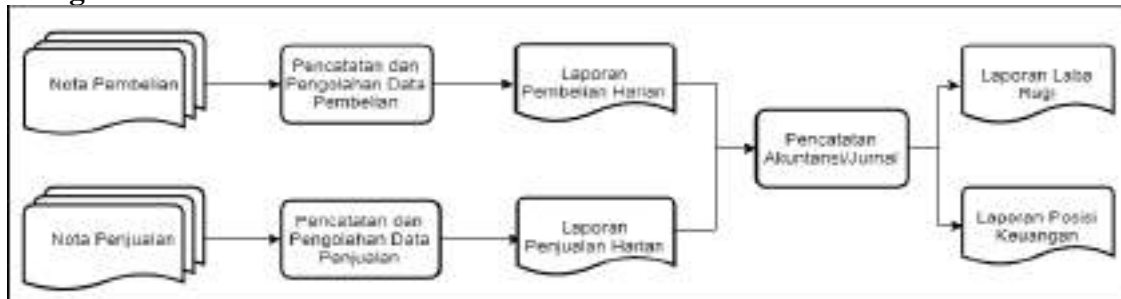 Nota Pembelian
Pencatatan dan
Pengolahan Data
Pembelian
Laporan
Pembelian Harian
Pencatatan
Akuntansi/Jurnal
Laporan Laba
Rugi
Nota Penjualan
Pencatatan dan
Pengolahan Data
Penjualan
Laporan
Penjualan Harian
Laporan Posisi
Keuangan